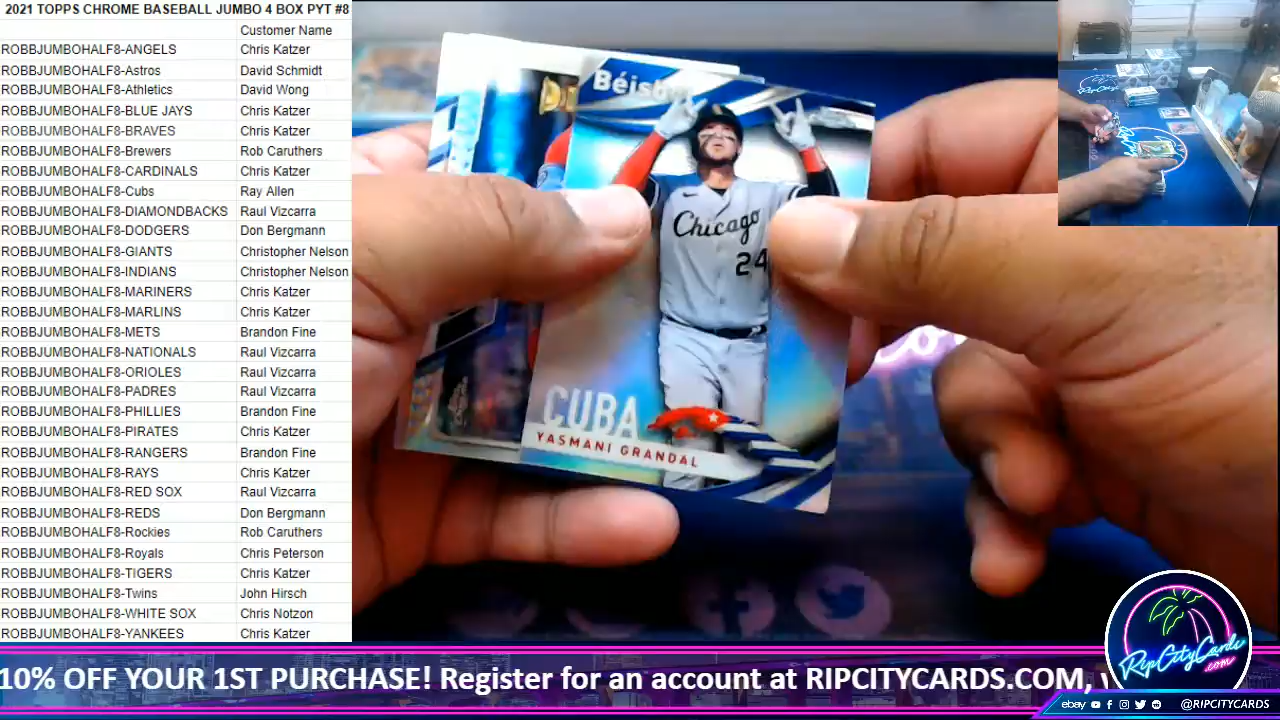 2021 TOPPS CHROME BASEBALL JUMBO 4 BOX PYT #8
Customer Name
ROBBJUMBOHALF8-ANGELS Chris Katzer
ROBBJUMBOHALF8-Astros David Schmidt
ROBBJUMBOHALF8-Athletics David Wong
ROBBJUMBOHALF8-BLUE JAYS Chris Katzer
ROBBJUMBOHALF8-BRAVES Chris Katzer
ROBBJUMBOHALF8-Brewers Rob Caruthers
ROBBJUMBOHALF8-CARDINALS Chris Katzer
ROBBJUMBOHALF8-Cubs Ray Allen
ROBBJUMBOHALF8-DIAMONDBACKS Raul Vizcarra
ROBBJUMBOHALF8-DODGERS Don Bergmann
ROBBJUMBOHALF8-GIANTS Christopher Nelson
ROBBJUMBOHALF8-INDIANS Christopher Nelson
ROBBJUMBOHALF8-MARINERS Chris Katzer
ROBBJUMBOHALF8-MARLINS Chris Katzer
ROBBJUMBOHALF8-METS Brandon Fine
ROBBJUMBOHALF8-NATIONALS Raul Vizcarra
ROBBJUMBOHALF8-ORIOLES Raul Vizcarra
ROBBJUMBOHALF8-PADRES Raul Vizcarra
ROBBJUMBOHALF8-PHILLIES Brandon Fine
ROBBJUMBOHALF8-PIRATES Chris Katzer
ROBBJUMBOHALF8-RANGERS Brandon Fine
ROBBJUMBOHALF8-RAYS Chris Katzer
ROBBJUMBOHALF8-RED SOX Raul Vizcarra
ROBBJUMBOHALF8-REDS Don Bergmann
ROBBJUMBOHALF8-Rockies Rob Caruthers
ROBBJUMBOHALF8-Royals Chris Peterson
ROBBJUMBOHALF8-TIGERS Chris Katzer
ROBBJUMBOHALF8-Twins John Hirsch
ROBBJUMBOHALF8-WHITE SOX Chris Notzon
ROBBJUMBOHALF8-YANKEES Chris Katzer
Béisb
Chicago
24
CUBA
YASMANI GRANDAL
10% OFF YOUR 1ST PURCHASE! Register for an account at RIPCITYCARDS.COM,
RipCityCards
.com
ebay @RIPCITYCARDS